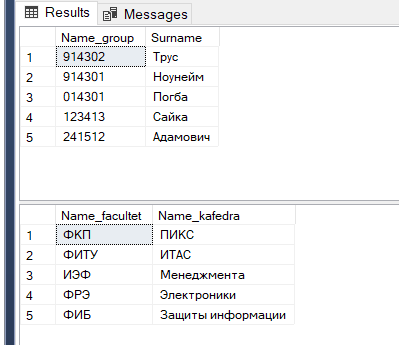 Results Messages
Name_group Surname
1 914302 Трус
2 914301 Ноунейм
3 014301 Погба
4 123413 Сайка
5 241512 Адамович
Name_facultet Name_kafedra
1 ФКП ПИКС
2 ФИТУ ИТАС
3 ИЭФ Менеджмента
4 ФРЭ Электроники
5 ФИБ Защиты информации